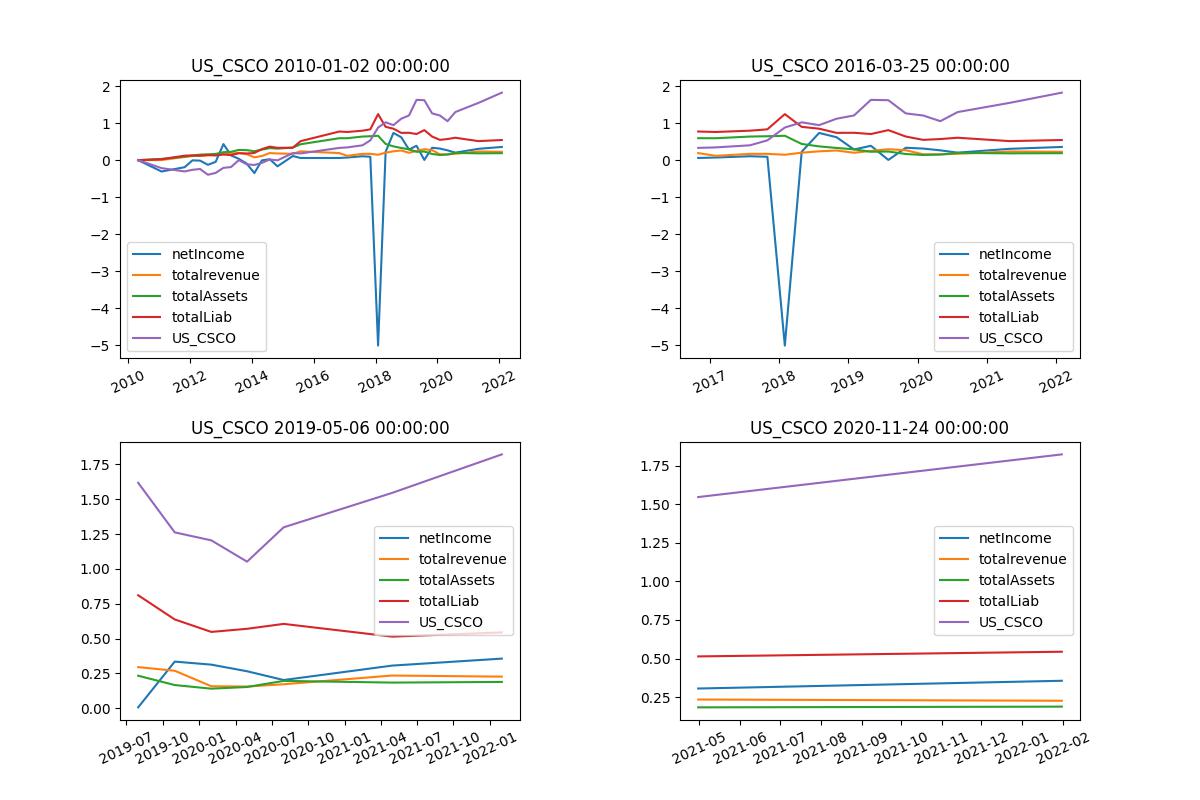 US_CSCO 2010-01-02 00:00:00
2
1
0
−1
−2
−3
−4
−5
netIncome
totalrevenue
totalAssets
totalLiab
US_CSCO
2010 2012 2014 2016 2018 2020 2022
US_CSCO 2016-03-25 00:00:00
2
1
0
−1
−2
−3
−4
−5
netIncome
totalrevenue
totalAssets
totalLiab
US_CSCO
2017 2018 2019 2020 2021 2022
US_CSCO 2019-05-06 00:00:00
1.75
1.50
1.25
1.00
0.75
0.50
0.25
0.00
netIncome
totalrevenue
totalAssets
totalLiab
US_CSCO
2019-07 2019-10 2020-01 2020-04 2020-07 2020-10 2021-01 2021-04 2021-07 2021-10 2022-01
US_CSCO 2020-11-24 00:00:00
1.75
1.50
1.25
1.00
0.75
0.50
0.25
netIncome
totalrevenue
totalAssets
totalLiab
US_CSCO
2021-05 2021-06 2021-07 2021-08 2021-09 2021-10 2021-11 2021-12 2022-01 2022-02